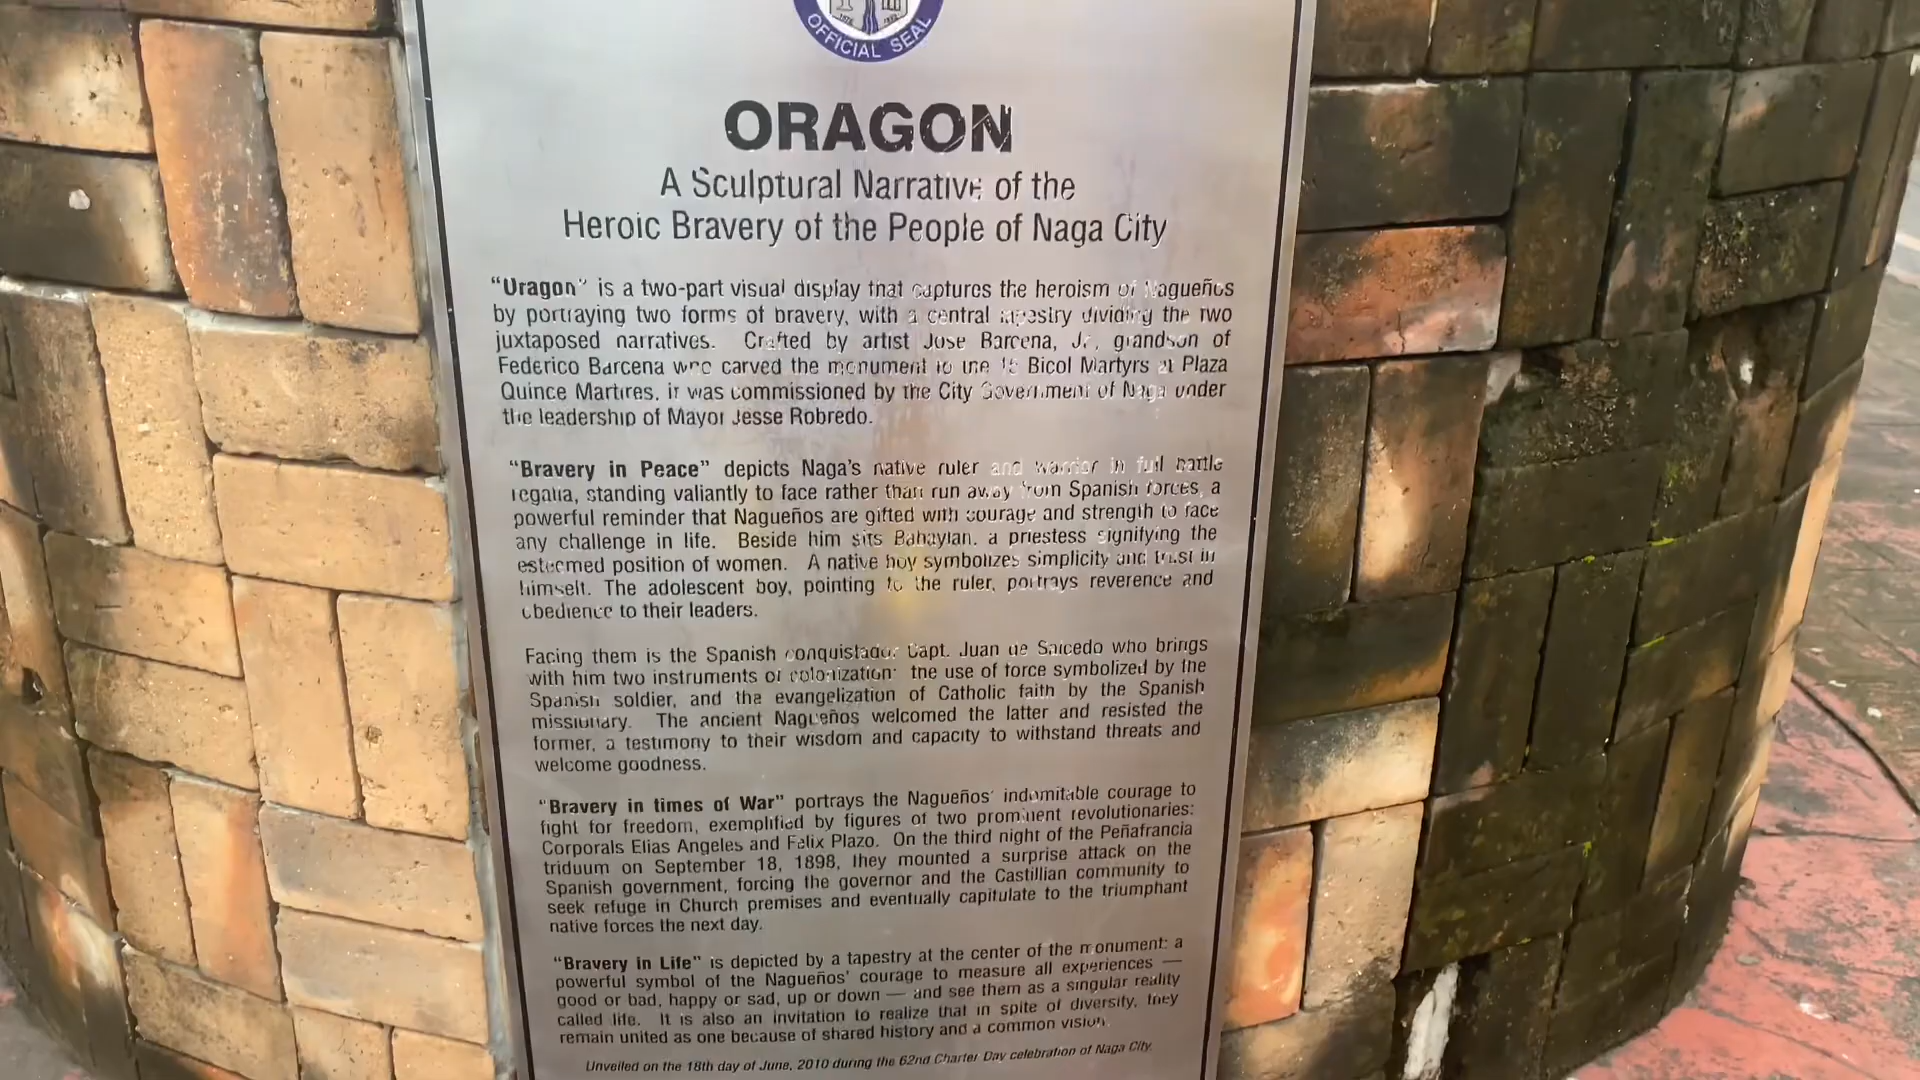 OFFICIAL SEAL
ORAGON
A Sculptural Narrative of the
Heroic Bravery of the People of Naga City
“Oragon” is a two-part visual display that captures the heroism of Nagueños
by portraying two forms of bravery, with a central tapestry dividing the two
juxtaposed narratives. Crafted by artist Jose Barcena, Jr., grandson of
Federico Barcena who carved the monument to the 15 Bicol Martyrs at Plaza
Quince Martires, it was commissioned by the City Government of Naga under
the leadership of Mayor Jesse Robredo.
“Bravery in Peace” depicts Naga’s native ruler and warrior in full battle
regalia, standing valiantly to face rather than run away from Spanish forces, a
powerful reminder that Nagueños are gifted with courage and strength to face
any challenge in life. Beside him sits Babaylan, a priestess signifying the
esteemed position of women. A native boy symbolizes simplicity and trust in
himself. The adolescent boy, pointing to the ruler, portrays reverence and
obedience to their leaders.
Facing them is the Spanish conquistador Capt. Juan de Salcedo who brings
with him two instruments of colonization: the use of force symbolized by the
Spanish soldier, and the evangelization of Catholic faith by the Spanish
missionary. The ancient Nagueños welcomed the latter and resisted the
former, a testimony to their wisdom and capacity to withstand threats and
welcome goodness.
“Bravery in times of War” portrays the Nagueños’ indomitable courage to
fight for freedom, exemplified by figures of two prominent revolutionaries:
Corporals Elias Angeles and Felix Plazo. On the third night of the Peñafrancia
triduum on September 18, 1898, they mounted a surprise attack on the
Spanish government, forcing the governor and the Castillian community to
seek refuge in Church premises and eventually capitulate to the triumphant
native forces the next day.
“Bravery in Life” is depicted by a tapestry at the center of the monument: a
powerful symbol of the Nagueños’ courage to measure all experiences —
good or bad, happy or sad, up or down — and see them as a singular reality
called life. It is also an invitation to realize that in spite of diversity, they
remain united as one because of shared history and a common vision.
Unveiled on the 18th day of June, 2010 during the 62nd Charter Day celebration of Naga City.